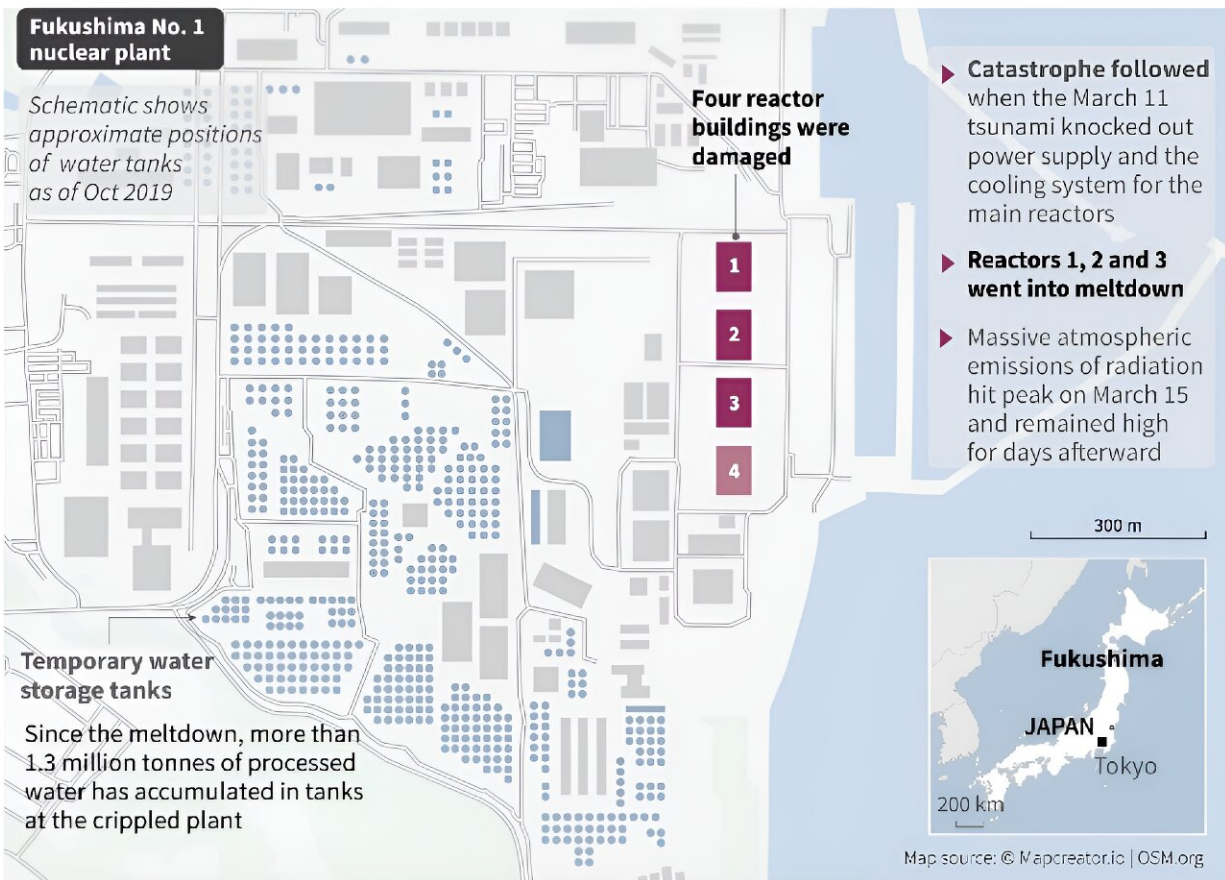 Fukushima No. 1
nuclear plant
Schematic shows
approximate positions
of water tanks
as of Oct 2019
Four reactor
buildings were
damaged
1
2
3
4
Catastrophe followed
when the March 11
tsunami knocked out
power supply and the
cooling system for the
main reactors
Reactors 1, 2 and 3
went into meltdown
Massive atmospheric
emissions of radiation
hit peak on March 15
and remained high
for days afterward
300 m
Temporary water
storage tanks
Since the meltdown, more than
1.3 million tonnes of processed
water has accumulated in tanks
at the crippled plant
Fukushima
JAPAN
Tokyo
200 km
Map source: © Mapcreator.io | OSM.org